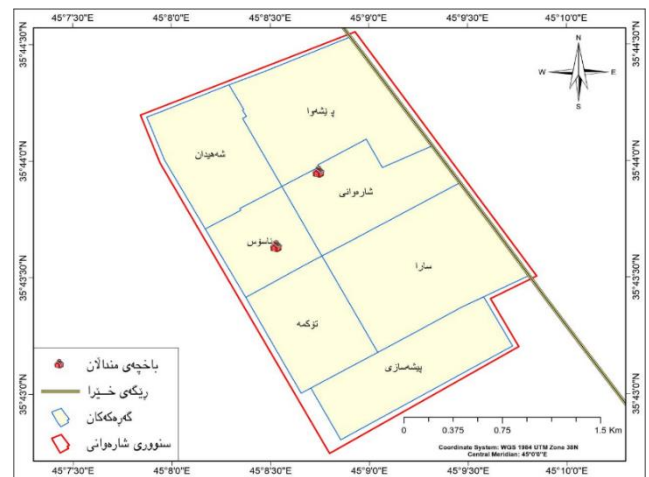 45°7'30"E 45°8'0"E 45°8'30"E 45°9'0"E 45°9'30"E 45°10'0"E
35°44'30"N 35°44'30"N
N
W E
S
پێشەوا
شەهیدان
35°44'0"N 35°44'0"N
شارەوانی
ئاسۆس
سارا
35°43'30"N 35°43'30"N
تۆگمە
پیشەسازی
باخچەی منداڵان
ڕێگەی خێرا
گەڕەکەکان
سنووری شارەوانی
35°43'0"N 35°43'0"N
0 0.375 0.75 1.5 Km
Coordinate System: WGS 1984 UTM Zone 38N
Central Meridian: 45°0'0"E
45°7'30"E 45°8'0"E 45°8'30"E 45°9'0"E 45°9'30"E 45°10'0"E